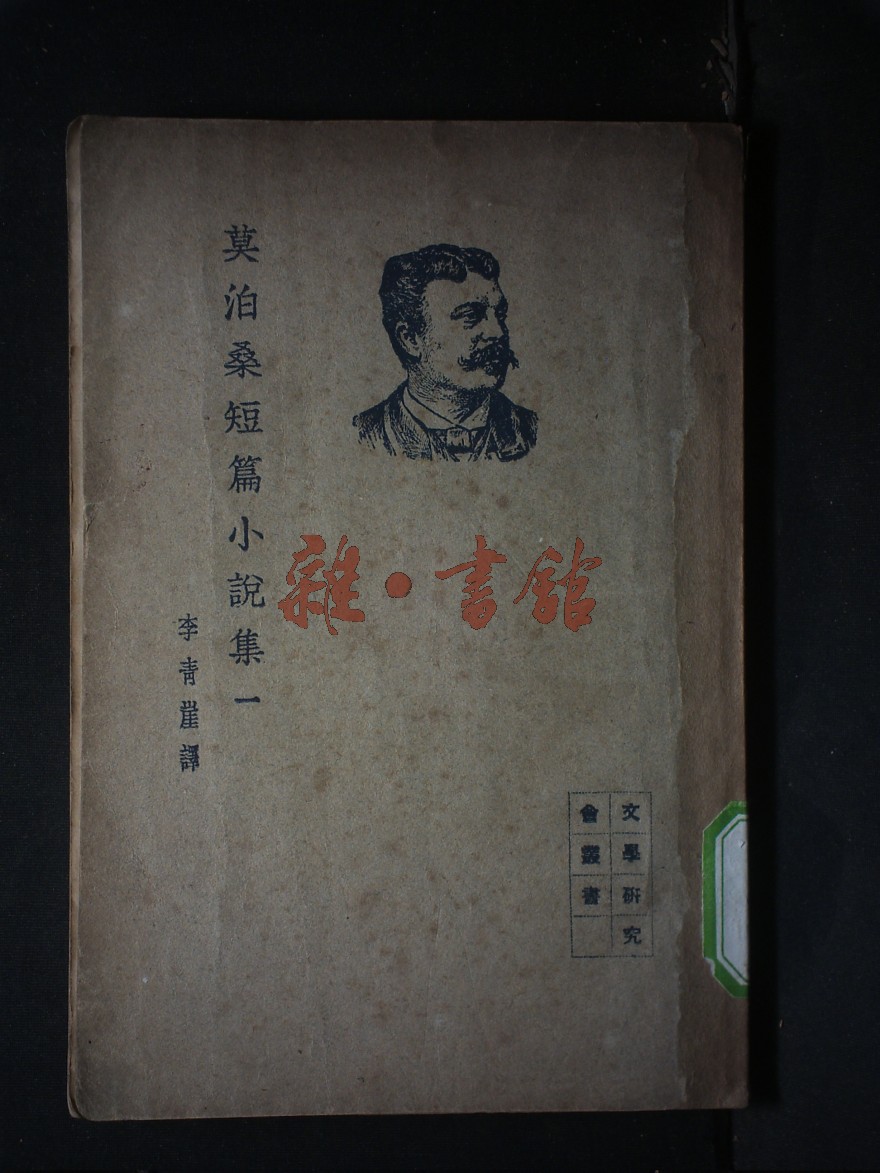 莫泊桑短篇小說集一
李青崖譯
雜·書館
文學研究
會叢書